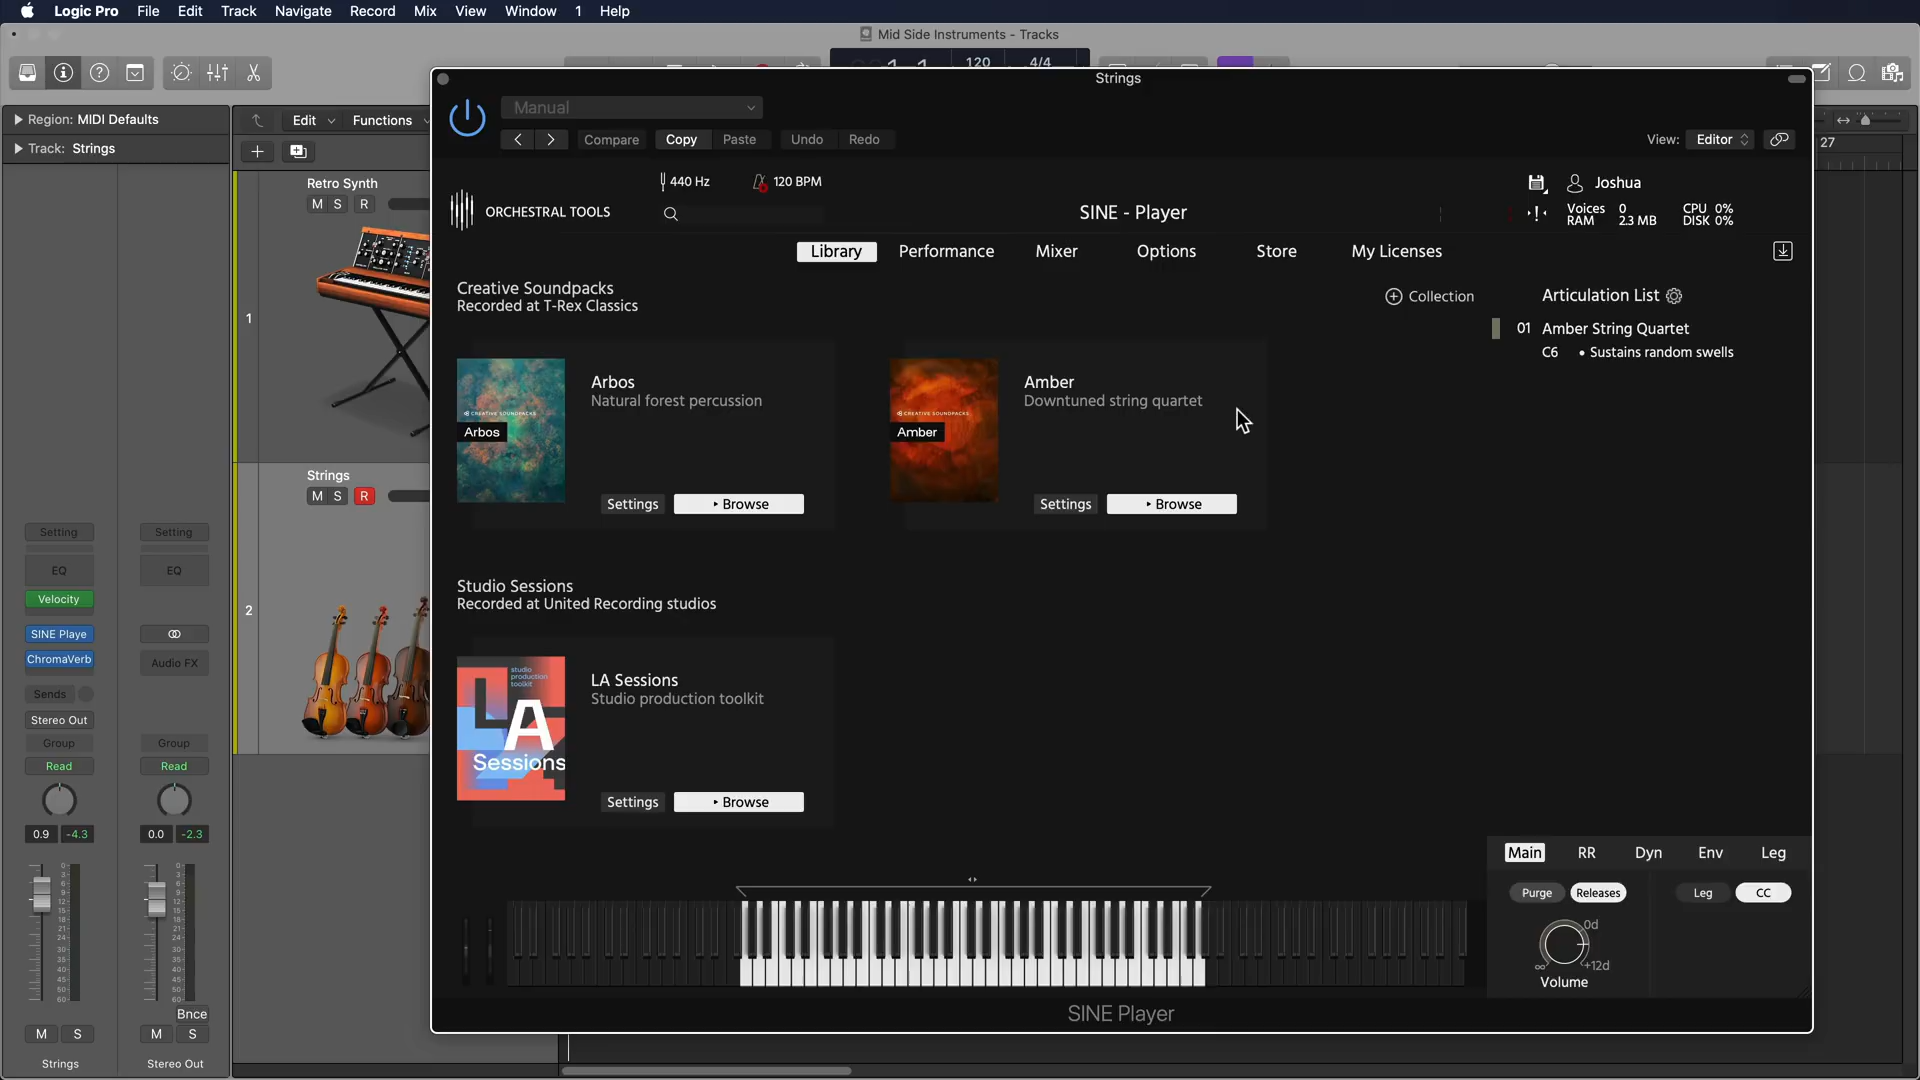 Logic Pro File Edit Track Navigate Record Mix View Window 1 Help
Mid Side Instruments - Tracks
120 4/4
Region: MIDI Defaults
Track: Strings
Edit Functions
Strings
Manual
Compare Copy Paste Undo Redo
View: Editor
27
ORCHESTRAL TOOLS
440 Hz 120 BPM
SINE - Player
Joshua
Voices 0 CPU 0%
RAM 2.3 MB DISK 0%
Library Performance Mixer Options Store My Licenses
Creative Soundpacks
Recorded at T-Rex Classics
Collection
Articulation List
01 Amber String Quartet
C6 • Sustains random swells
CREATIVE SOUNDPACKS
Arbos
Arbos
Natural forest percussion
Settings Browse
CREATIVE SOUNDPACKS
Amber
Amber
Downtuned string quartet
Settings Browse
Studio Sessions
Recorded at United Recording studios
studio
production
toolkit
LA
Sessions
LA Sessions
Studio production toolkit
Settings Browse
Main RR Dyn Env Leg
Purge Releases Leg CC
0d
∞ +12d
Volume
SINE Player
Retro Synth
M S R
1
Strings
M S R
2
Setting Setting
EQ EQ
Velocity
SINE Playe
ChromaVerb Audio FX
Sends
Stereo Out
Group Group
Read Read
0.9 -4.3 0.0 -2.3
Bnce
M S M S
Strings Stereo Out